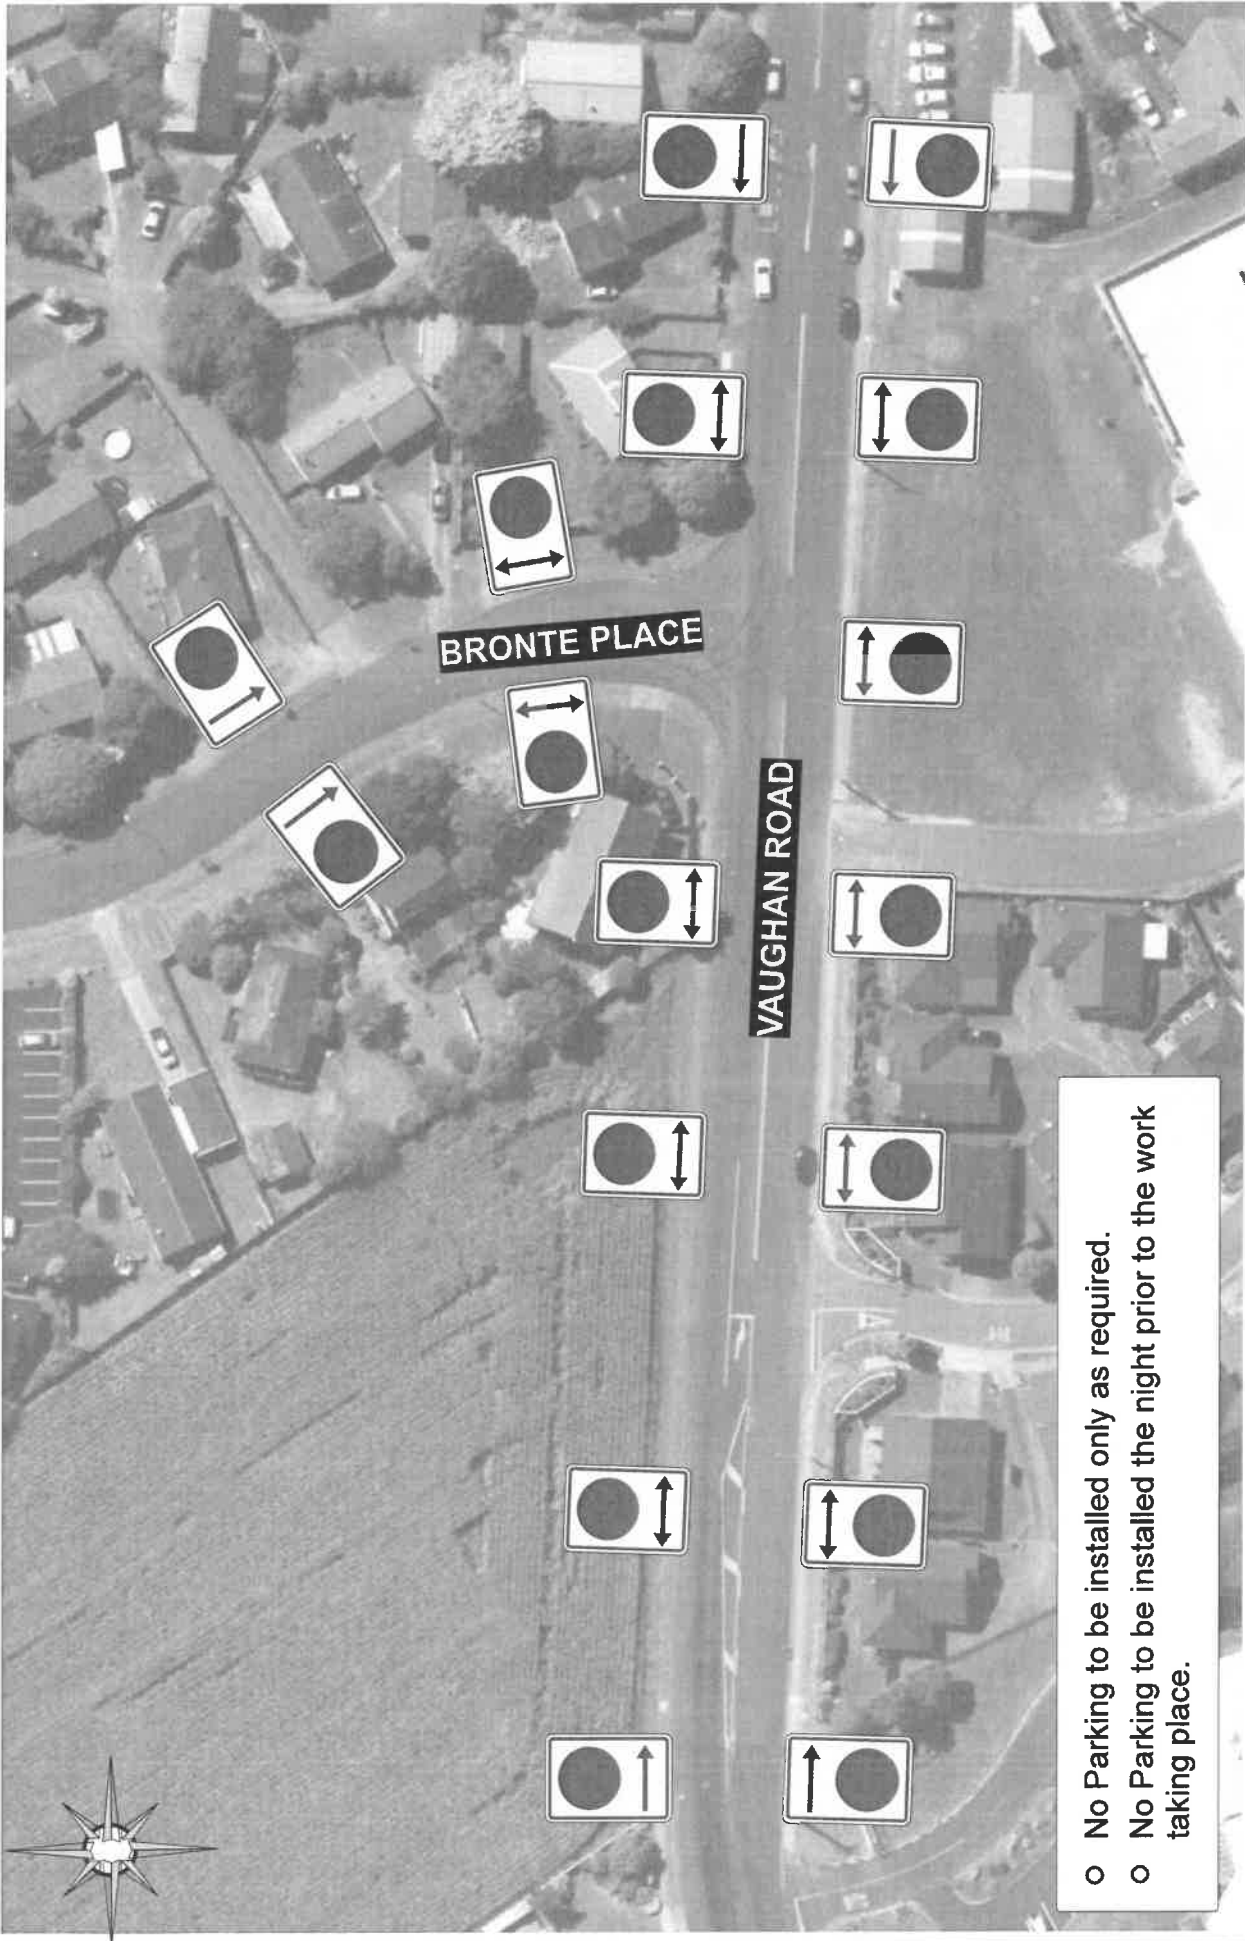 BRONTE PLACE
VAUGHAN ROAD
o No Parking to be installed only as required.
o No Parking to be installed the night prior to the work
taking place.